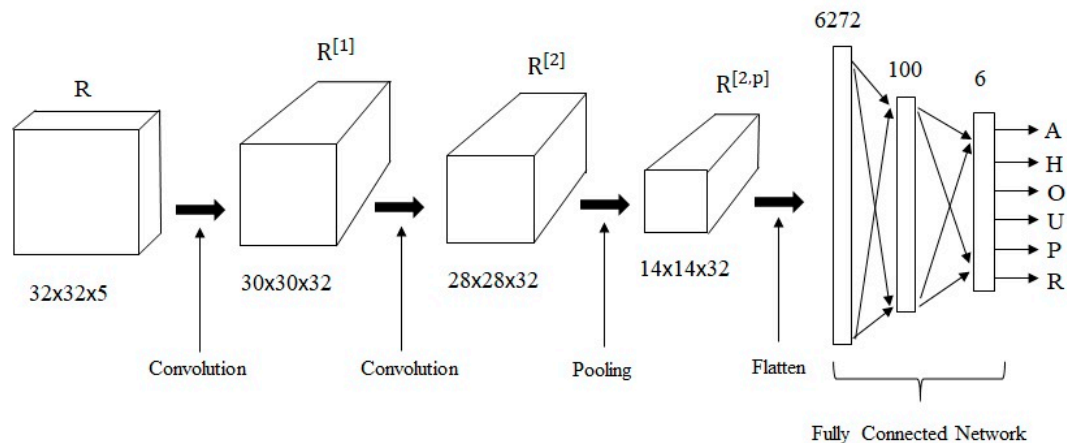 R
R[1]
R[2]
R[2,p]
6272
100
6
A
H
O
U
P
R
32x32x5
30x30x32
28x28x32
14x14x32
Convolution
Convolution
Pooling
Flatten
Fully Connected Network